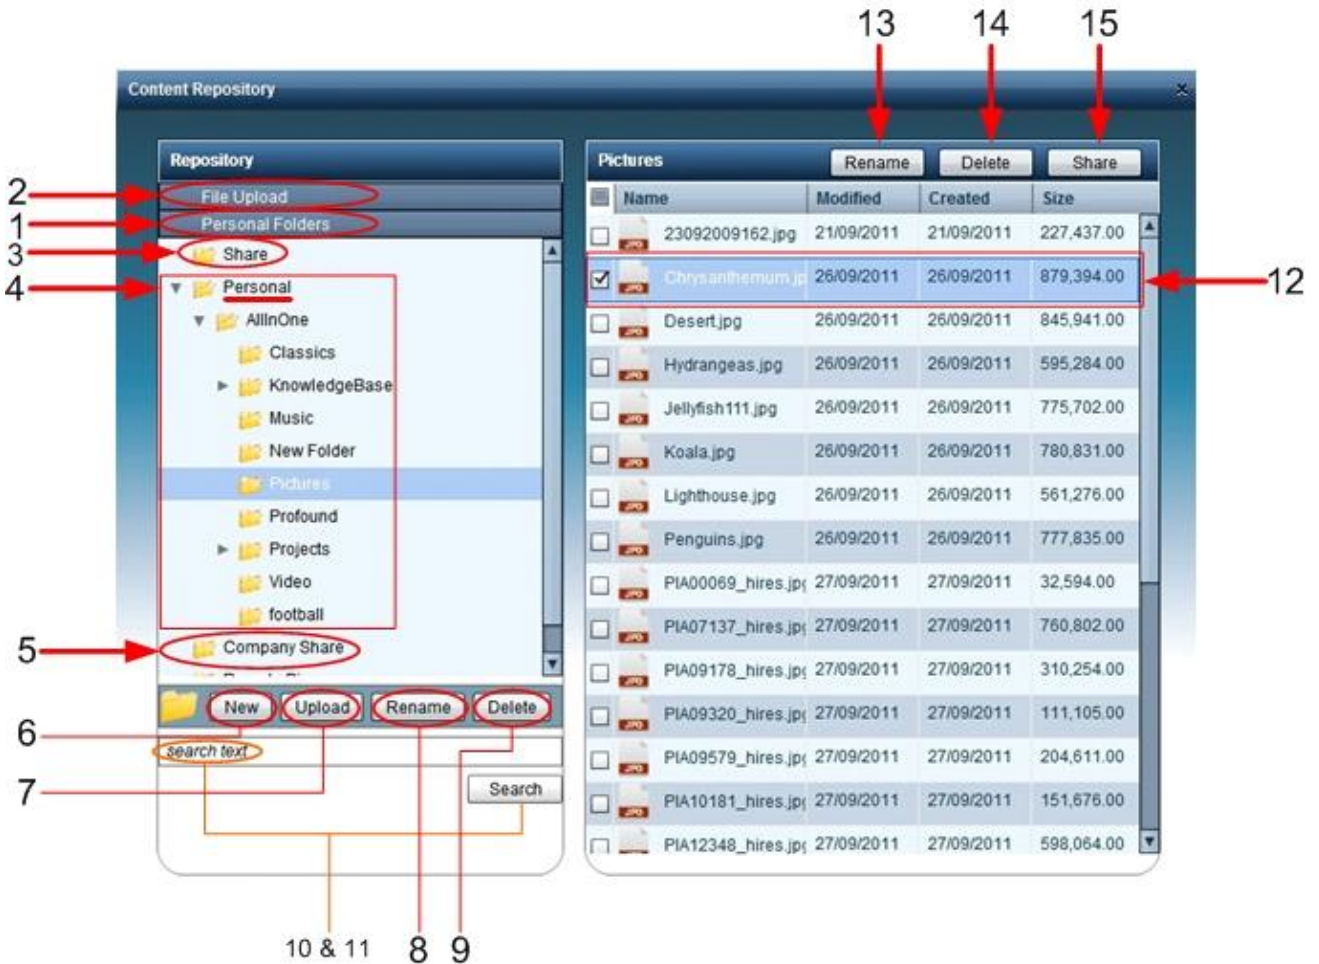 13 14 15
Content Repository
Repository
2 File Upload
1 Personal Folders
3 Share
4 Personal
AllInOne
Classics
KnowledgeBase
Music
New Folder
Pictures
Profound
Projects
Video
football
5 Company Share
New Upload Rename Delete
6
search text
7
Search
10 & 11 8 9
Pictures Rename Delete Share
Name Modified Created Size
23092009162.jpg 21/09/2011 21/09/2011 227,437.00
Chrysanthemum.jp 26/09/2011 26/09/2011 879,394.00 12
Desert.jpg 26/09/2011 26/09/2011 845,941.00
Hydrangeas.jpg 26/09/2011 26/09/2011 595,284.00
Jellyfish111.jpg 26/09/2011 26/09/2011 775,702.00
Koala.jpg 26/09/2011 26/09/2011 780,831.00
Lighthouse.jpg 26/09/2011 26/09/2011 561,276.00
Penguins.jpg 26/09/2011 26/09/2011 777,835.00
PIA00069_hires.jpg 27/09/2011 27/09/2011 32,594.00
PIA07137_hires.jpg 27/09/2011 27/09/2011 760,802.00
PIA09178_hires.jpg 27/09/2011 27/09/2011 310,254.00
PIA09320_hires.jpg 27/09/2011 27/09/2011 111,105.00
PIA09579_hires.jpg 27/09/2011 27/09/2011 204,611.00
PIA10181_hires.jpg 27/09/2011 27/09/2011 151,676.00
PIA12348_hires.jpg 27/09/2011 27/09/2011 598,064.00